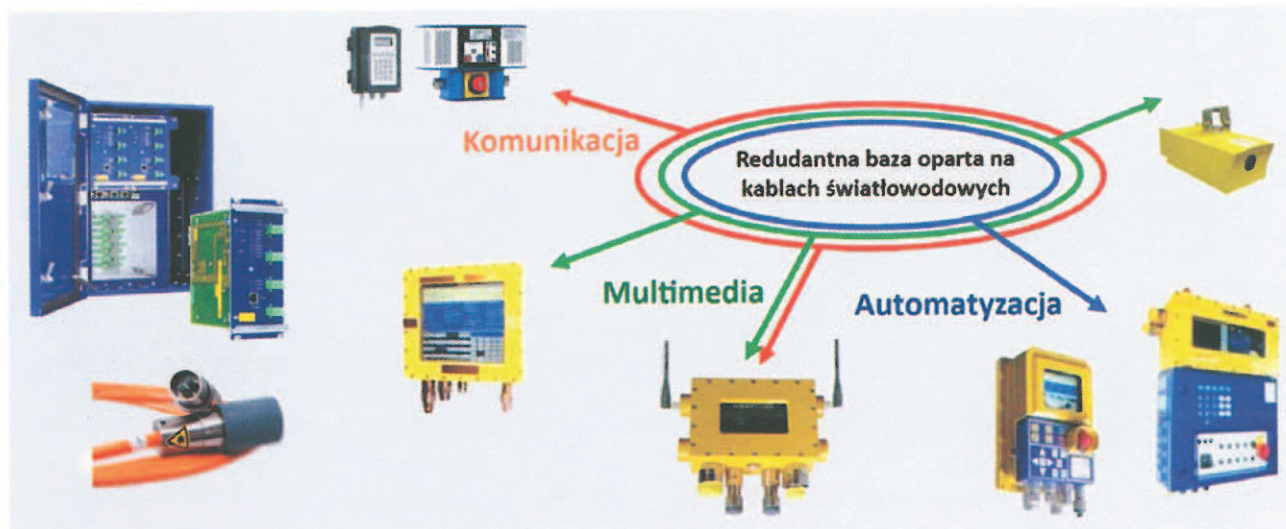 Komunikacja
Redudantna baza oparta na
kablach światłowodowych
Multimedia
Automatyzacja